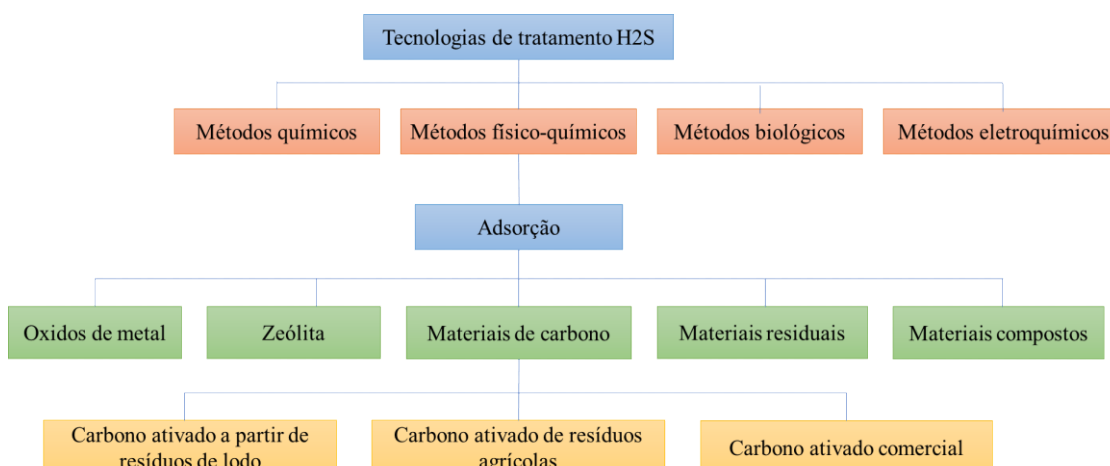 Tecnologias de tratamento H2S
Métodos químicos
Métodos físico-químicos
Métodos biológicos
Métodos eletroquímicos
Adsorção
Oxidos de metal
Zeólita
Materiais de carbono
Materiais residuais
Materiais compostos
Carbono ativado a partir de
resíduos de lodo
Carbono ativado de resíduos
agrícolas
Carbono ativado comercial